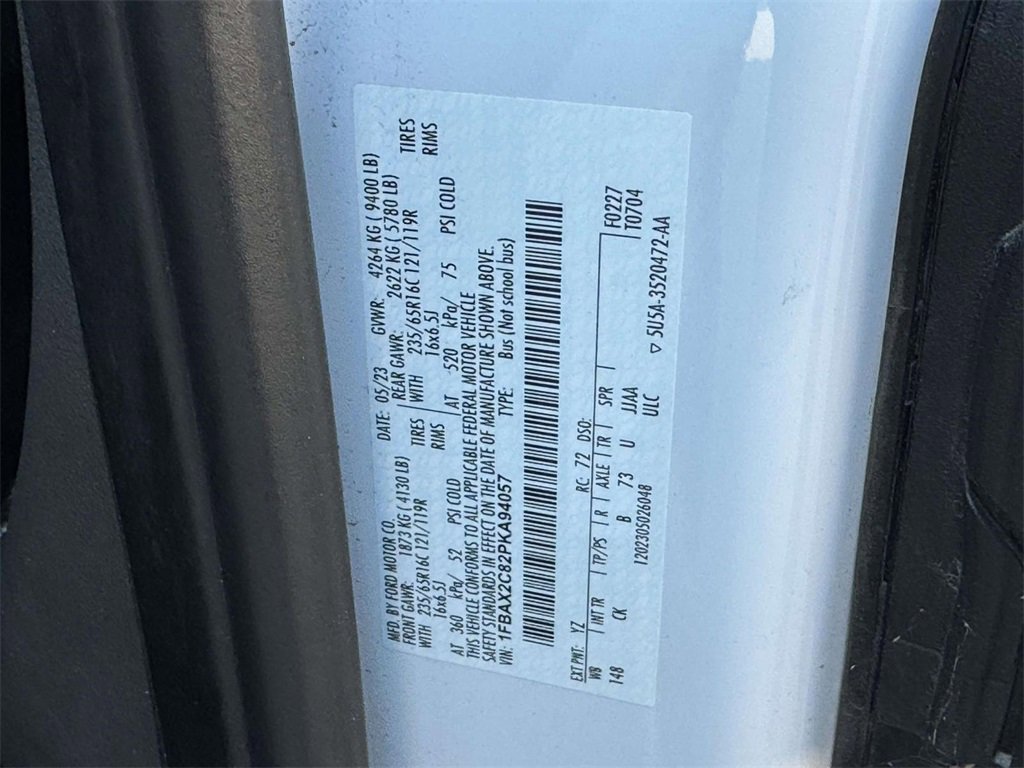 MFD. BY FORD MOTOR CO. DATE: 05/23 GVWR: 4264 KG ( 9400 LB)
FRONT GAWR: 1873 KG ( 4130 LB) REAR GAWR: 2622 KG ( 5780 LB)
WITH 235/65R16C 121/119R TIRES WITH 235/65R16C 121/119R TIRES
16x6.5J RIMS 16x6.5J RIMS
AT 360 kPa/ 52 PSI COLD AT 520 kPa/ 75 PSI COLD
THIS VEHICLE CONFORMS TO ALL APPLICABLE FEDERAL MOTOR VEHICLE
SAFETY STANDARDS IN EFFECT ON THE DATE OF MANUFACTURE SHOWN ABOVE.
VIN: 1FBAX2C82PKA94057 TYPE: Bus (Not school bus)
EXT PNT: YZ RC: 72 DSO: F0227
WB INT TR TP/PS R AXLE TR SPR T0704
148 CK B 73 U JJAA
1202305026048 ULC ▽ 5U5A-3520472-AA